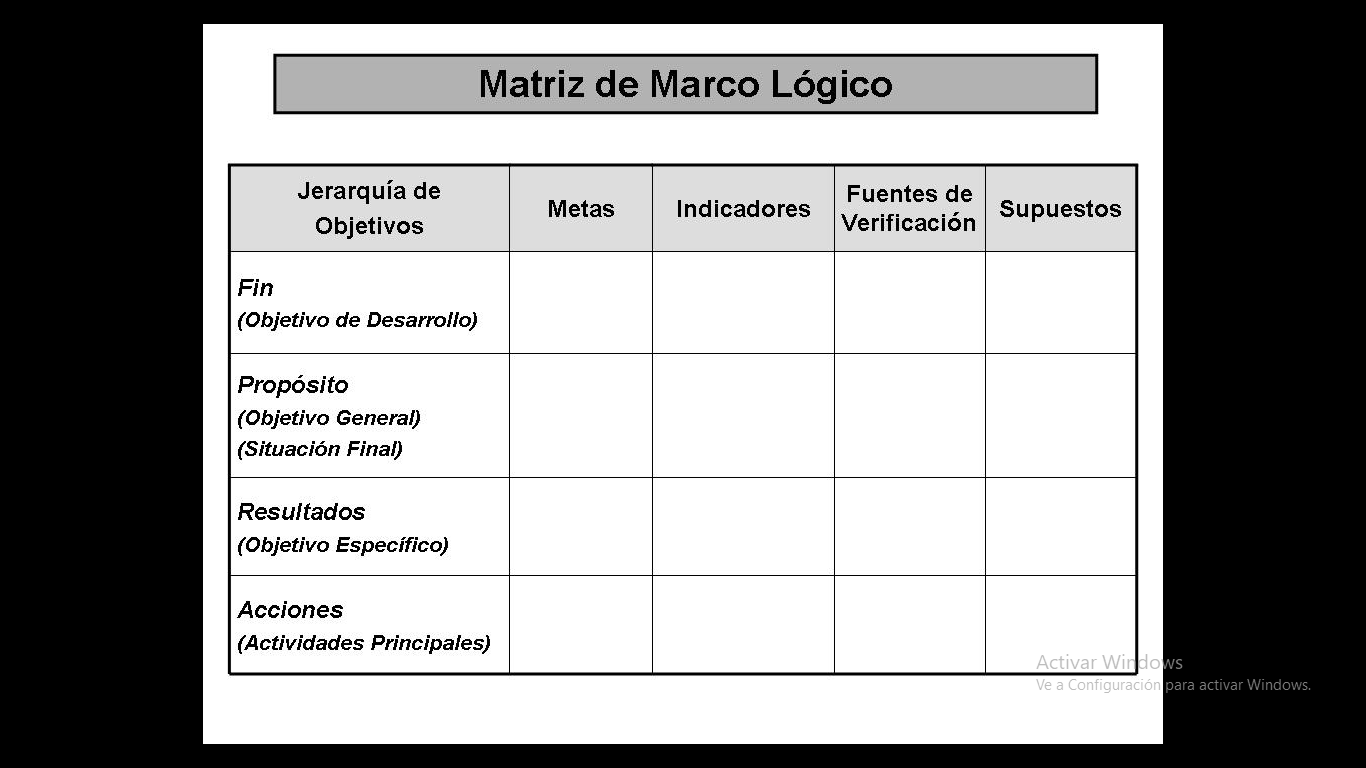 Matriz de Marco Lógico
Jerarquía de
Objetivos
Metas
Indicadores
Fuentes de
Verificación
Supuestos
Fin
(Objetivo de Desarrollo)
Propósito
(Objetivo General)
(Situación Final)
Resultados
(Objetivo Específico)
Acciones
(Actividades Principales)
Activar Windows
Ve a Configuración para activar Windows.